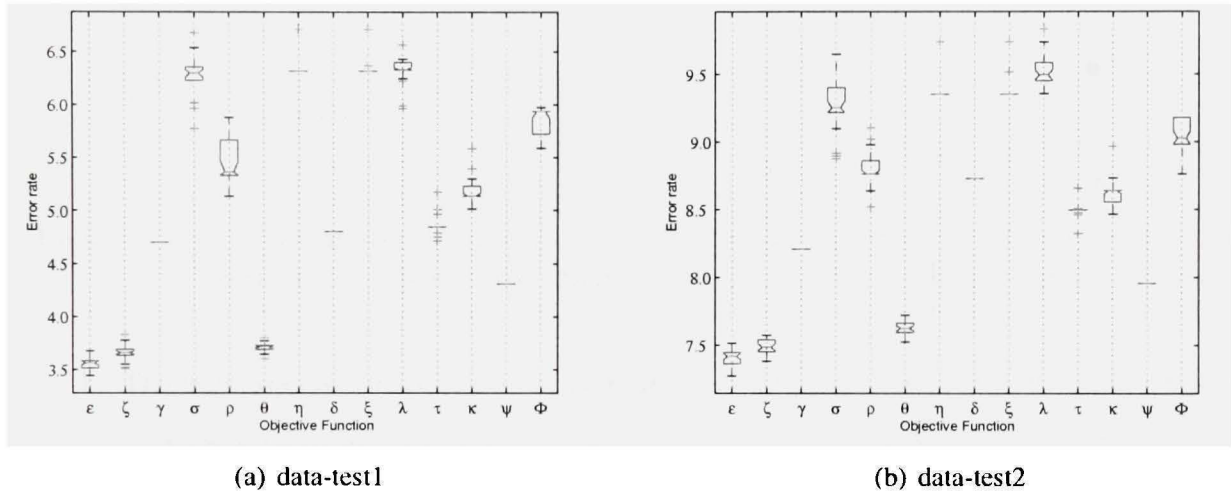 6.5
6.0
5.5
5.0
4.5
4.0
3.5
Error rate
ε ζ γ σ ρ θ η δ ξ λ τ κ ψ Φ
Objective Function
(a) data-test1
9.5
9.0
8.5
8.0
7.5
Error rate
ε ζ γ σ ρ θ η δ ξ λ τ κ ψ Φ
Objective Function
(b) data-test2